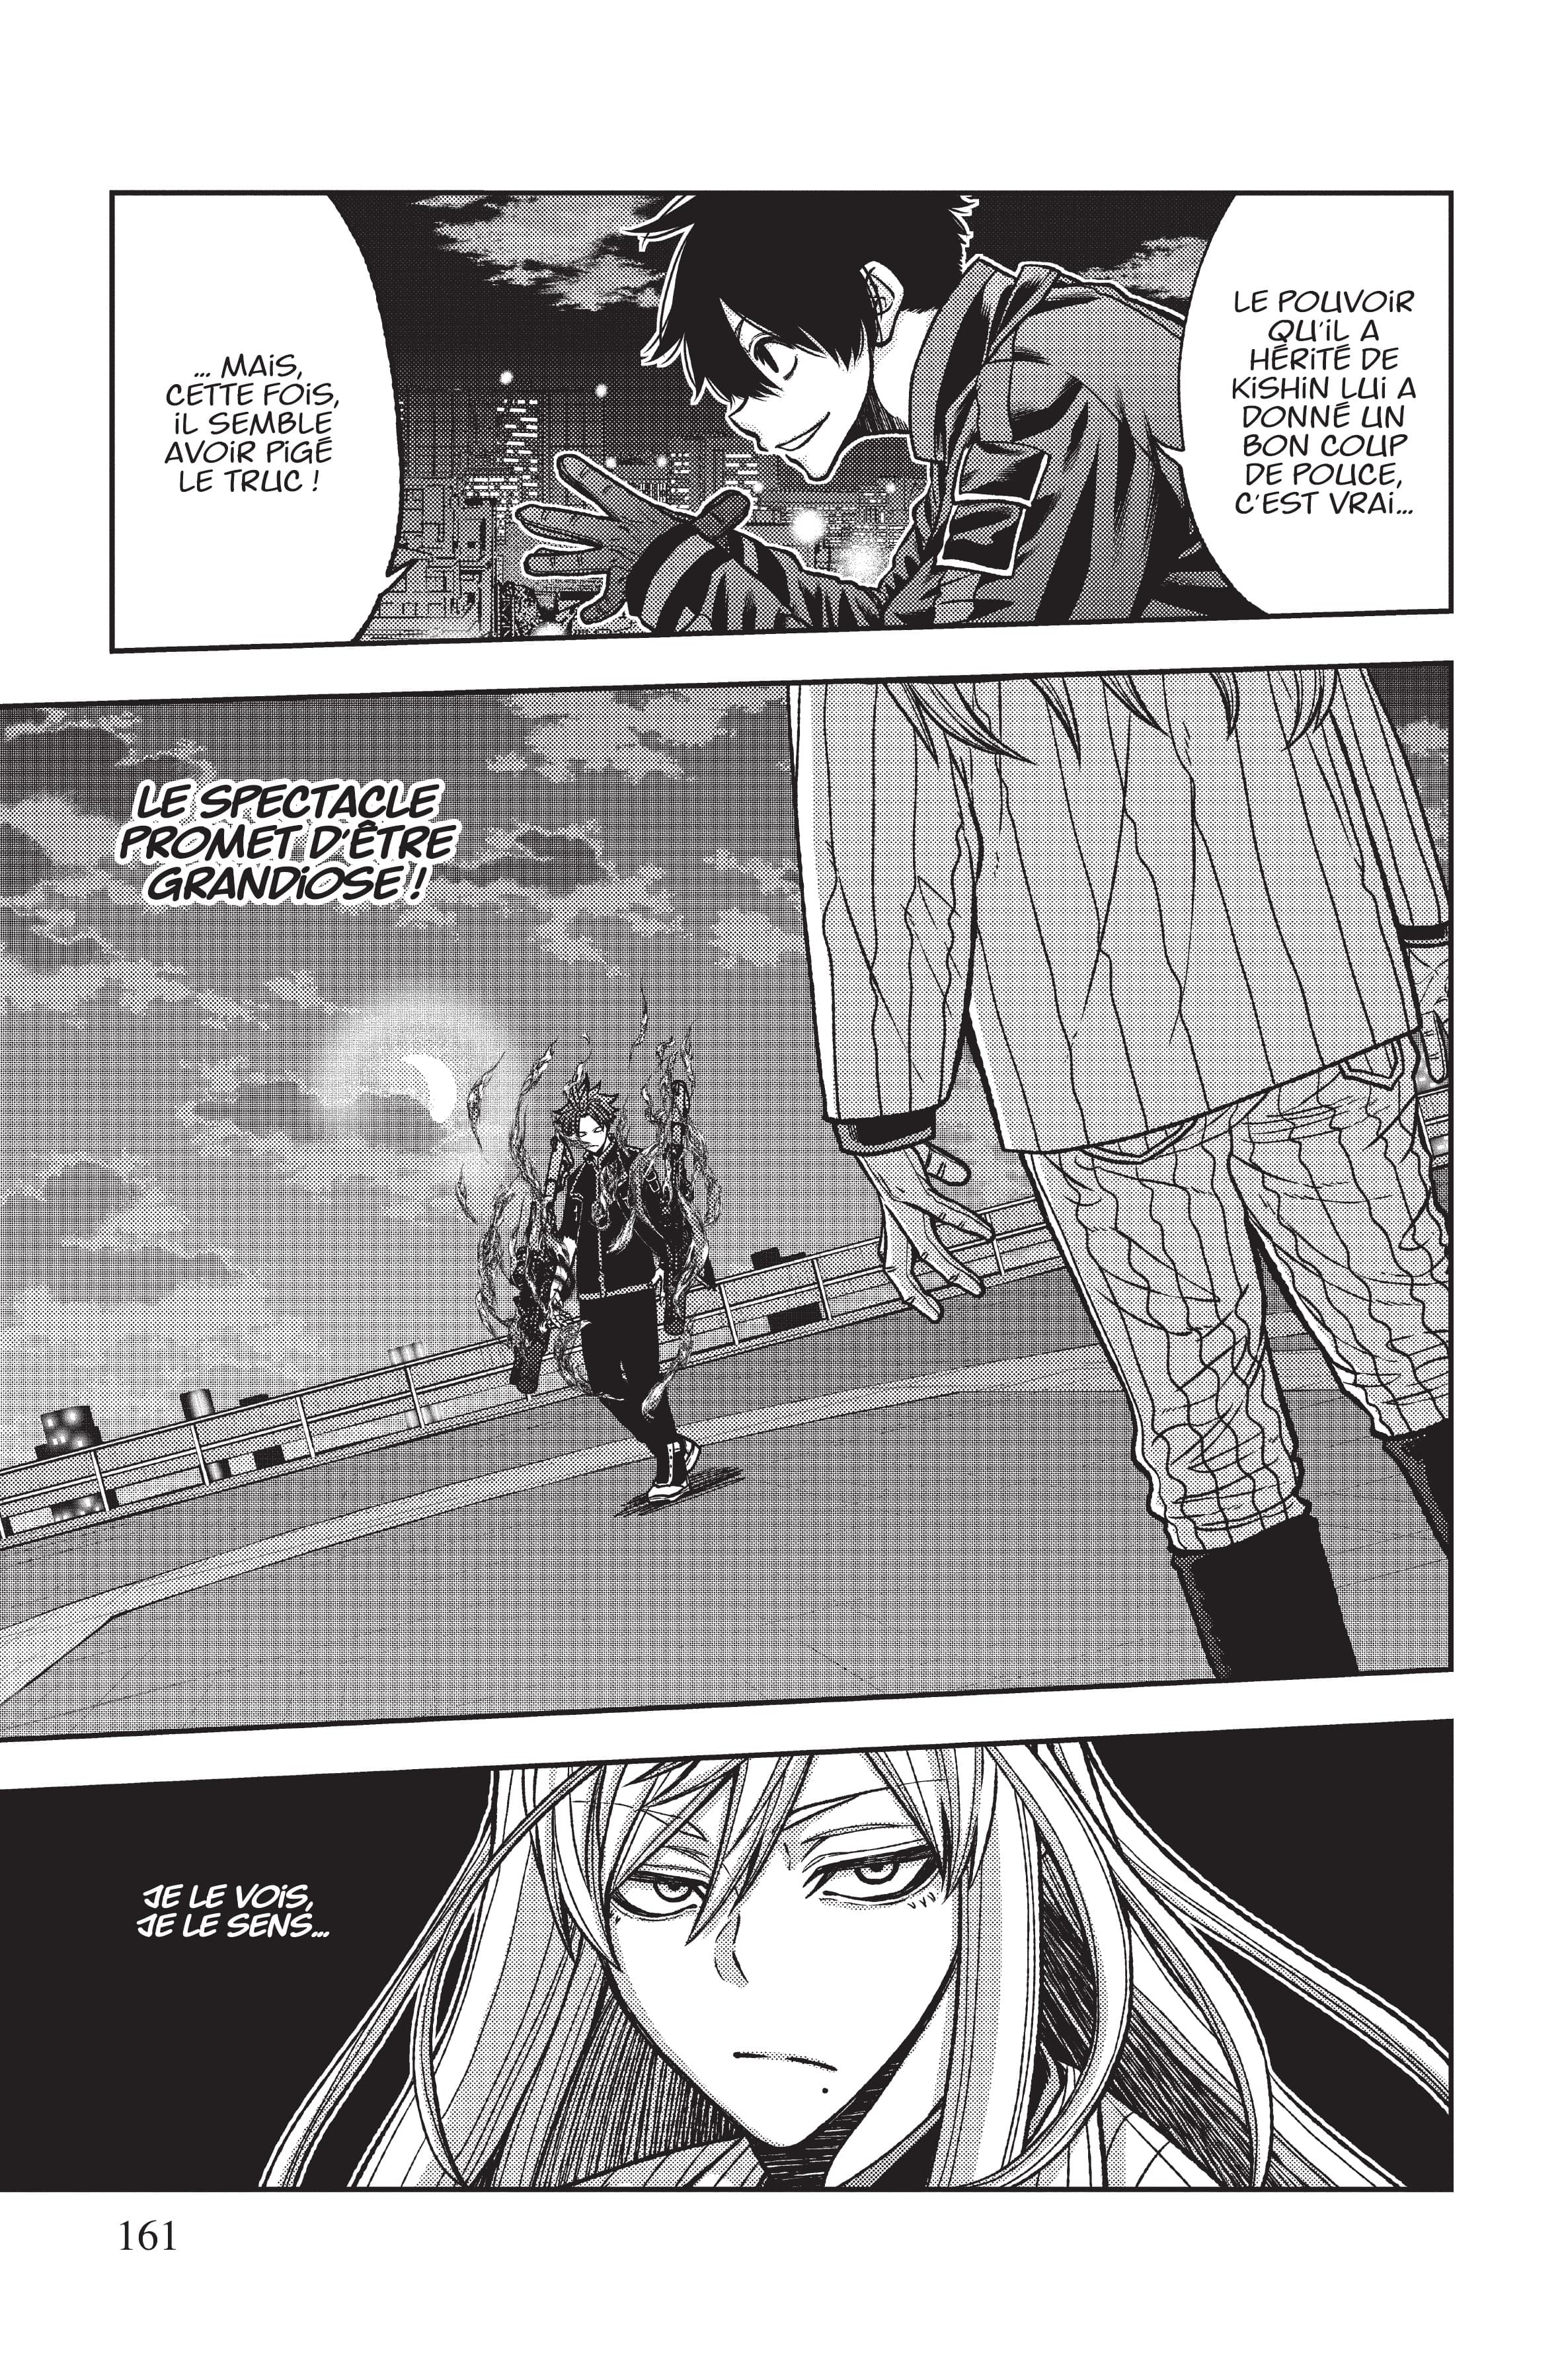 LE POUVOIR
QU'IL A
HÉRITÉ DE
KISHIN LUI A
DONNÉ UN
BON COUP
DE POUCE,
C'EST VRAI...
... MAIS,
CETTE FOIS,
IL SEMBLE
AVOIR PIGÉ
LE TRUC !
LE SPECTACLE
PROMET D'ÊTRE
GRANDIOSE !
JE LE VOIS,
JE LE SENS...
161